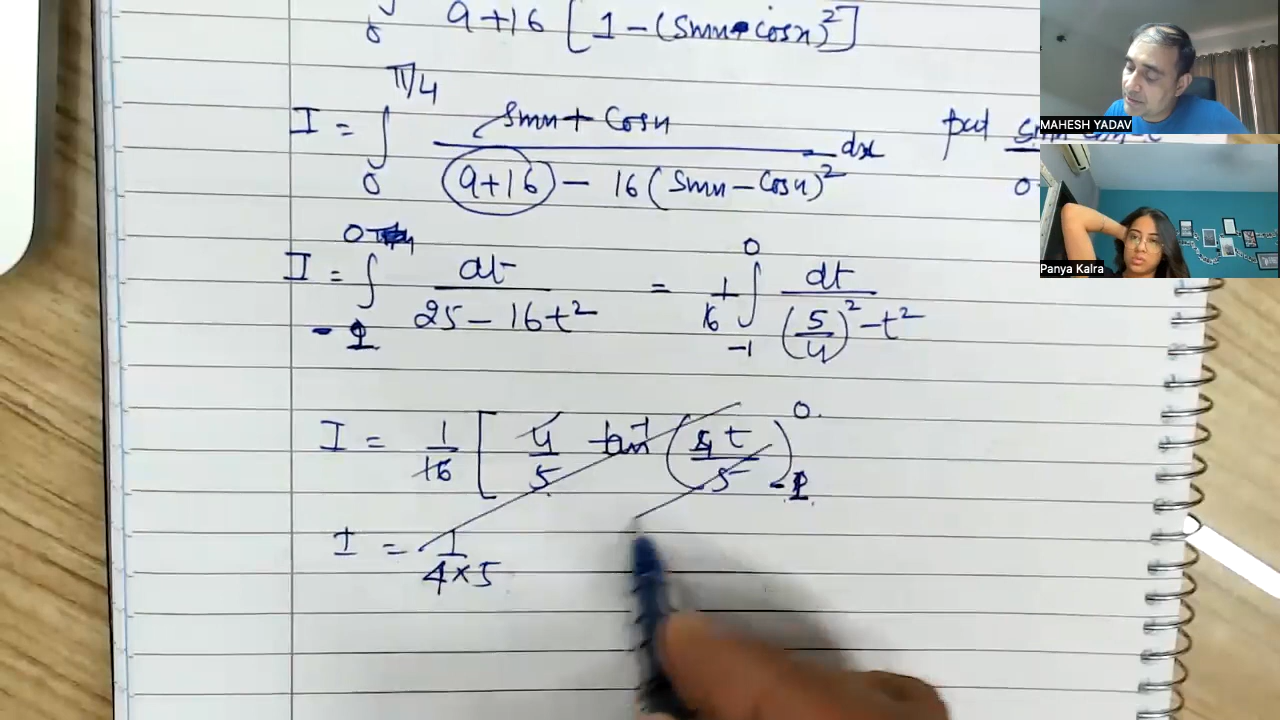 0 9+16 [1-(Sinx-Cosx)²]
I = ∫₀^π/4 Sinx + Cosx / (9+16) - 16(Sinx-Cosx)² dx put
0
I = ∫₋₁^0 dt / 25-16t² = 1/16 ∫₋₁^0 dt / (5/4)²-t²
I = 1/16 [4/5 tan⁻¹ (4t/5)₋₁^0
I = 1/4×5
MAHESH YADAV
Panya Kalra